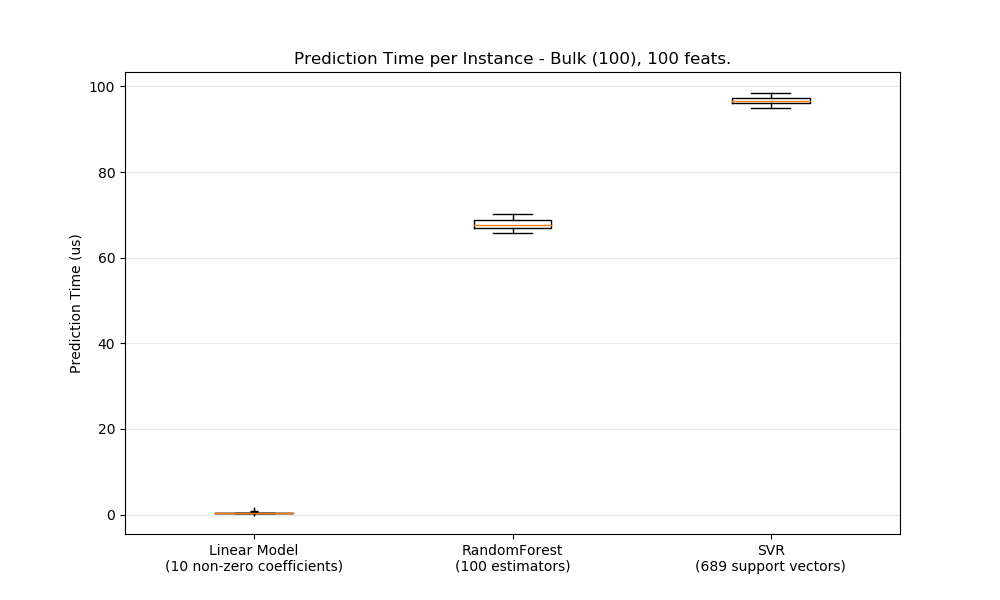 Prediction Time per Instance - Bulk (100), 100 feats.
Prediction Time (us)
100
80
60
40
20
0
Linear Model
(10 non-zero coefficients)
RandomForest
(100 estimators)
SVR
(689 support vectors)